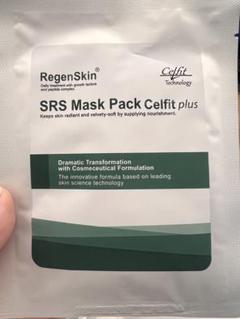 RegenSkin®
Daily treatment with growth factors
and peptide complex
Celfit
Technology
SRS Mask Pack Celfit plus
Keeps skin radiant and velvety-soft by supplying nourishment.
Dramatic Transformation
with Cosmeceutical Formulation
The innovative formula based on leading
skin science technology